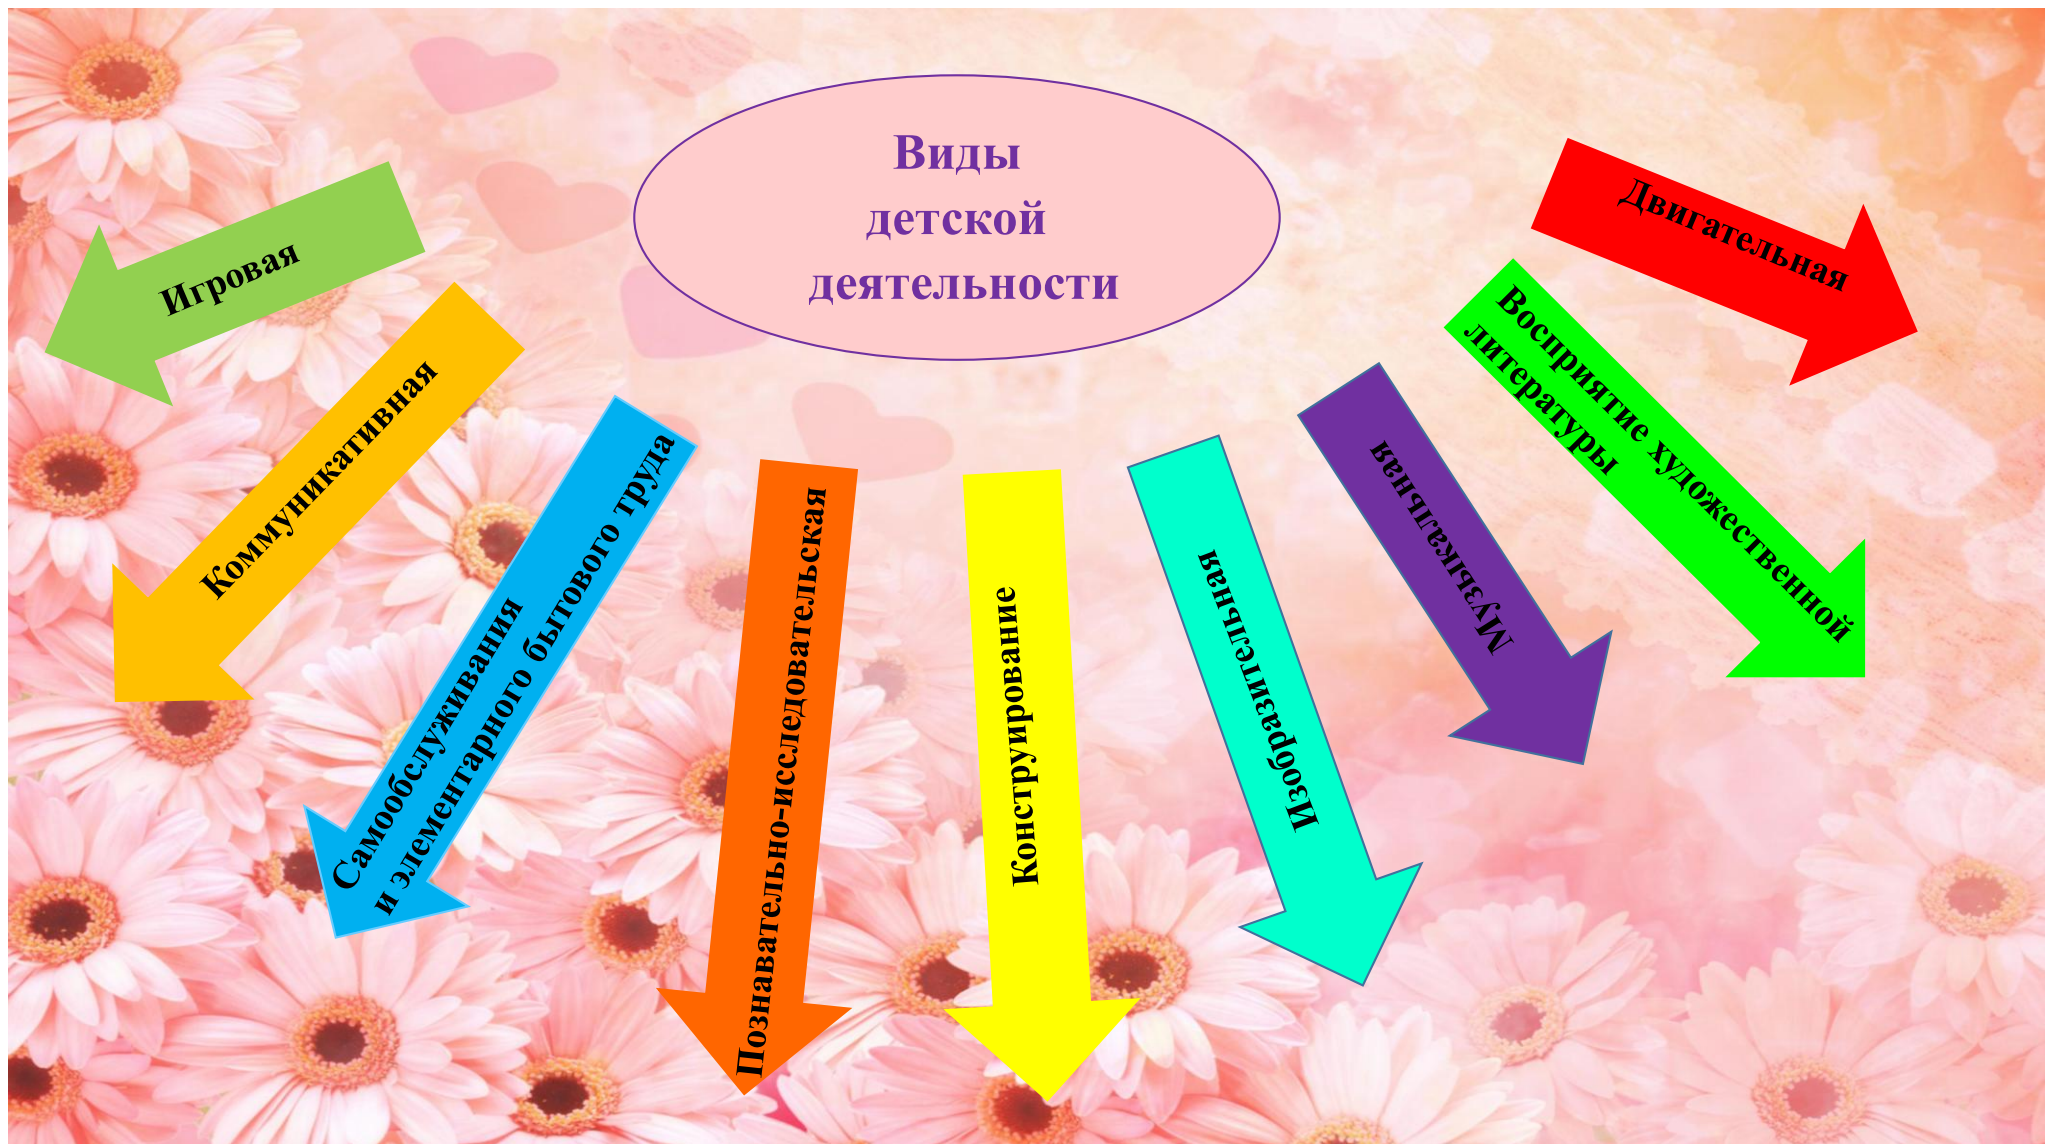 Виды
детской
деятельности
Игровая
Коммуникативная
Самообслуживания
и элементарного бытового труда
Познавательно-исследовательская
Конструирование
Изобразительная
Музыкальная
Восприятие художественной
литературы
Двигательная